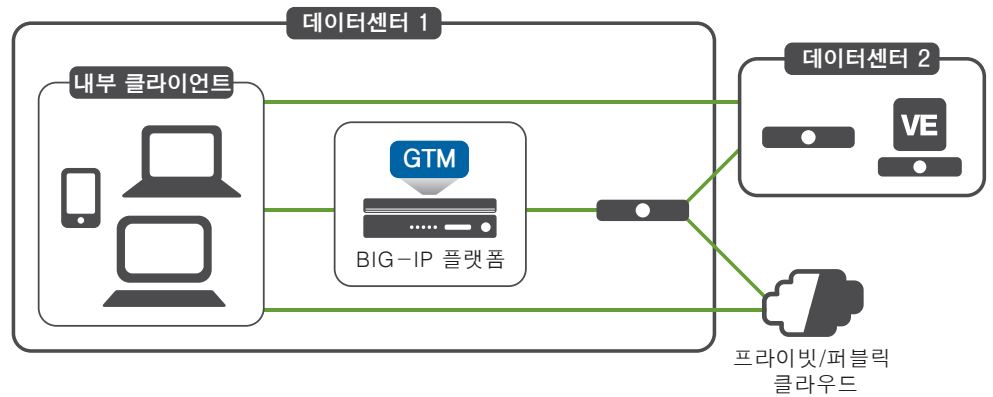 데이터센터 1
내부 클라이언트
GTM
BIG-IP 플랫폼
데이터센터 2
VE
프라이빗/퍼블릭
클라우드